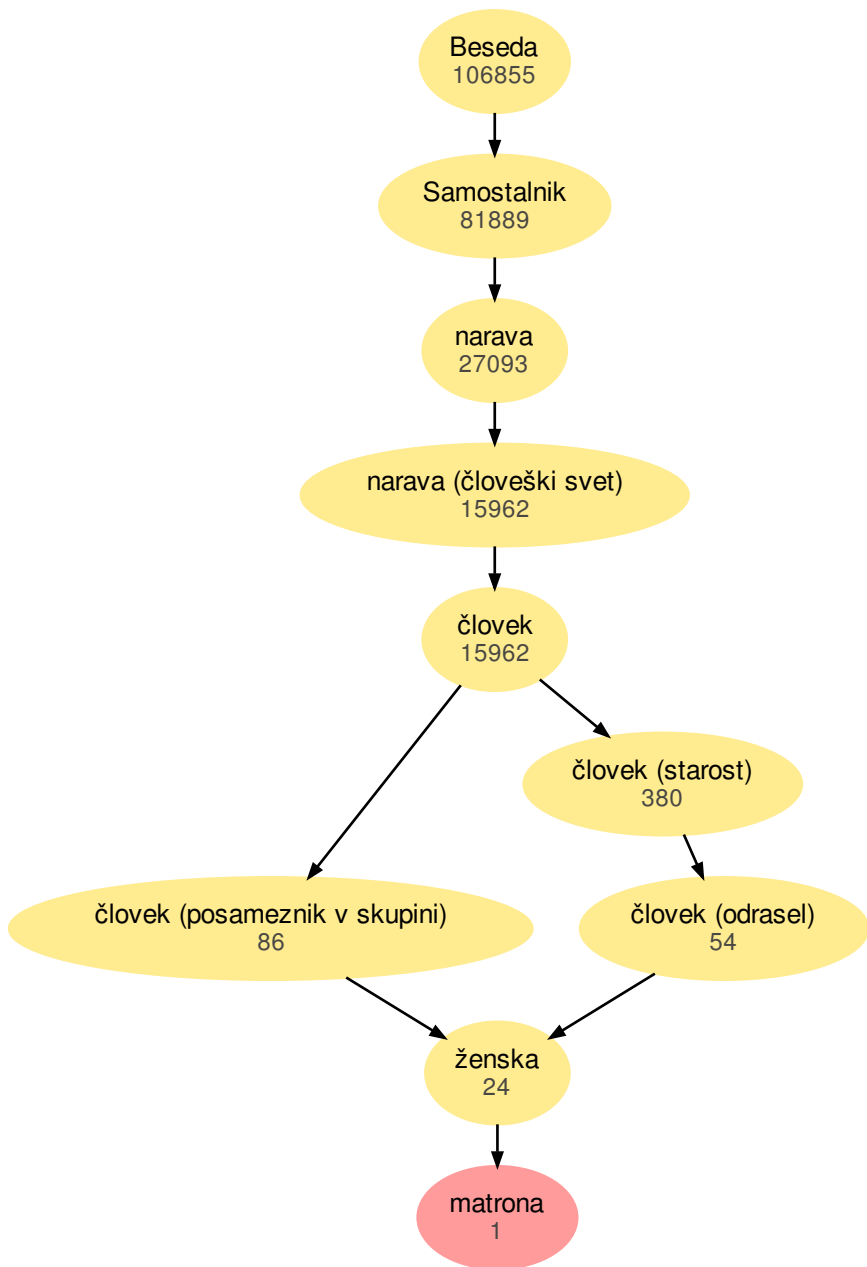 Beseda
106855
Samostalnik
81889
narava
27093
narava (človeški svet)
15962
človek
15962
človek (starost)
380
človek (posameznik v skupini)
86
človek (odrasel)
54
ženska
24
matrona
1